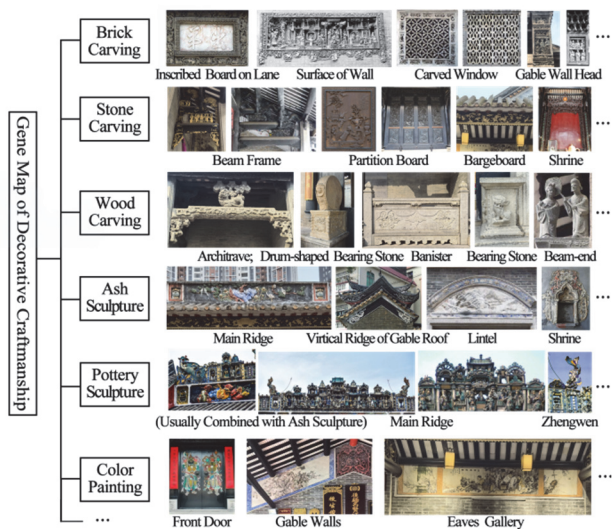 Gene Map of Decorative Craftmanship
Brick
Carving
Inscribed Board on Lane
Surface of Wall
Carved Window
Gable Wall Head
...
Stone
Carving
Beam Frame
Partition Board
Bargeboard
Shrine
...
Wood
Carving
Architrave; Drum-shaped Bearing Stone
Banister
Bearing Stone
Beam-end
...
Ash
Sculpture
Main Ridge
Virtical Ridge of Gable Roof
Lintel
Shrine
...
Pottery
Sculpture
(Usually Combined with Ash Sculpture)
Main Ridge
Zhengwen
...
Color
Painting
Front Door
Gable Walls
Eaves Gallery
...
...